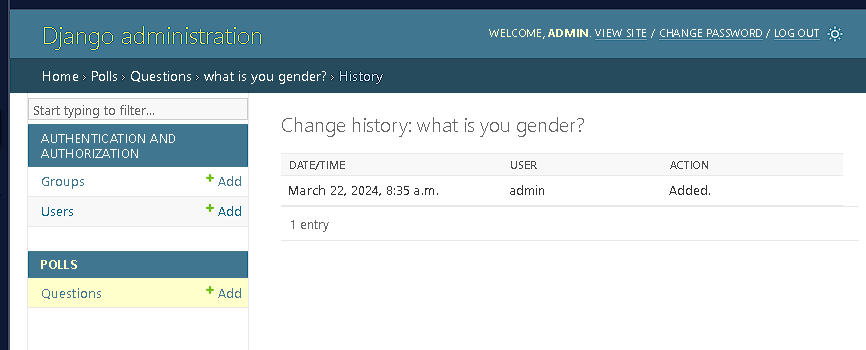 Django administration
WELCOME, ADMIN. VIEW SITE / CHANGE PASSWORD / LOG OUT
Home › Polls › Questions › what is you gender? › History
Start typing to filter...
AUTHENTICATION AND
AUTHORIZATION
Groups + Add
Users + Add
POLLS
Questions + Add
Change history: what is you gender?
DATE/TIME USER ACTION
March 22, 2024, 8:35 a.m. admin Added.
1 entry